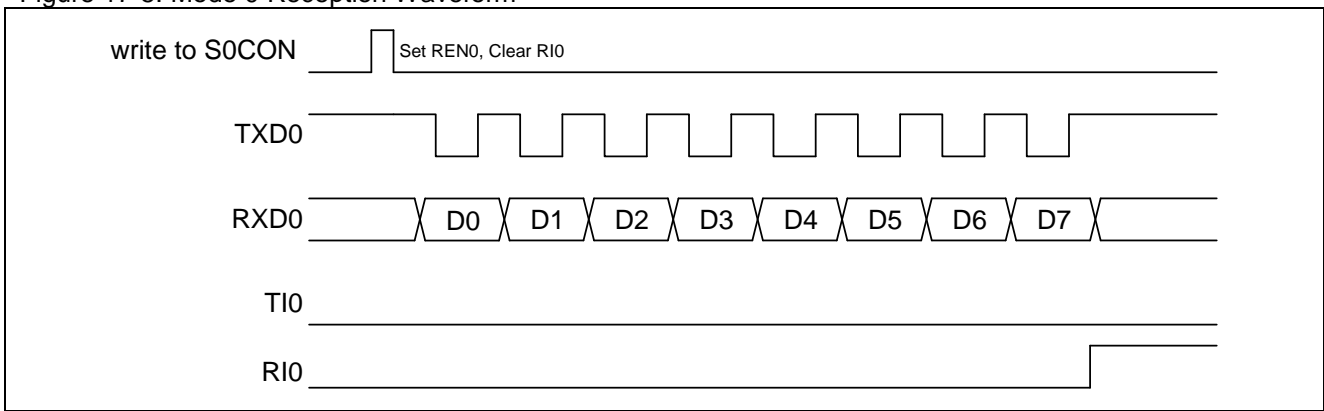 write to S0CON
Set REN0, Clear RI0
TXD0
RXD0
D0 D1 D2 D3 D4 D5 D6 D7
TI0
RI0